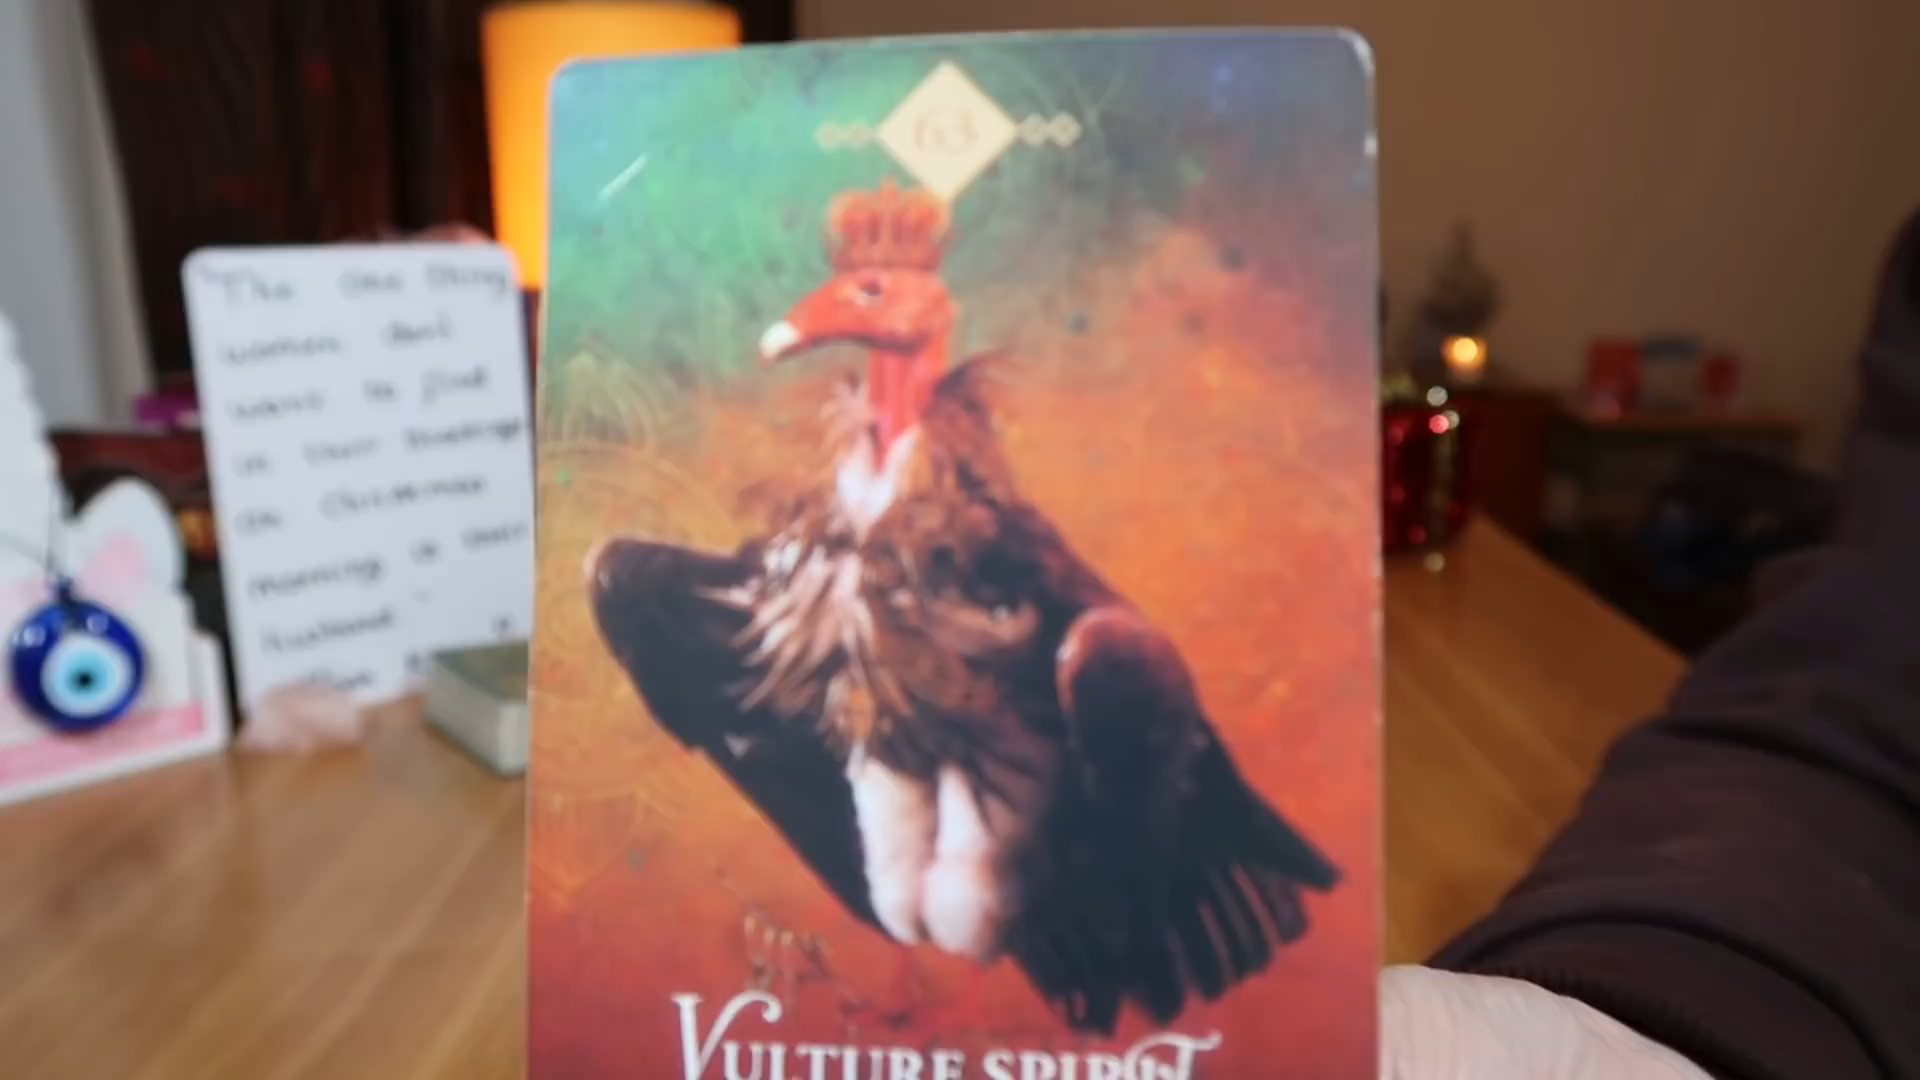 "The one thing
women don't
want to find
in their stockings
on Christmas
morning is their
husband"
63
VULTURE SPIRIT